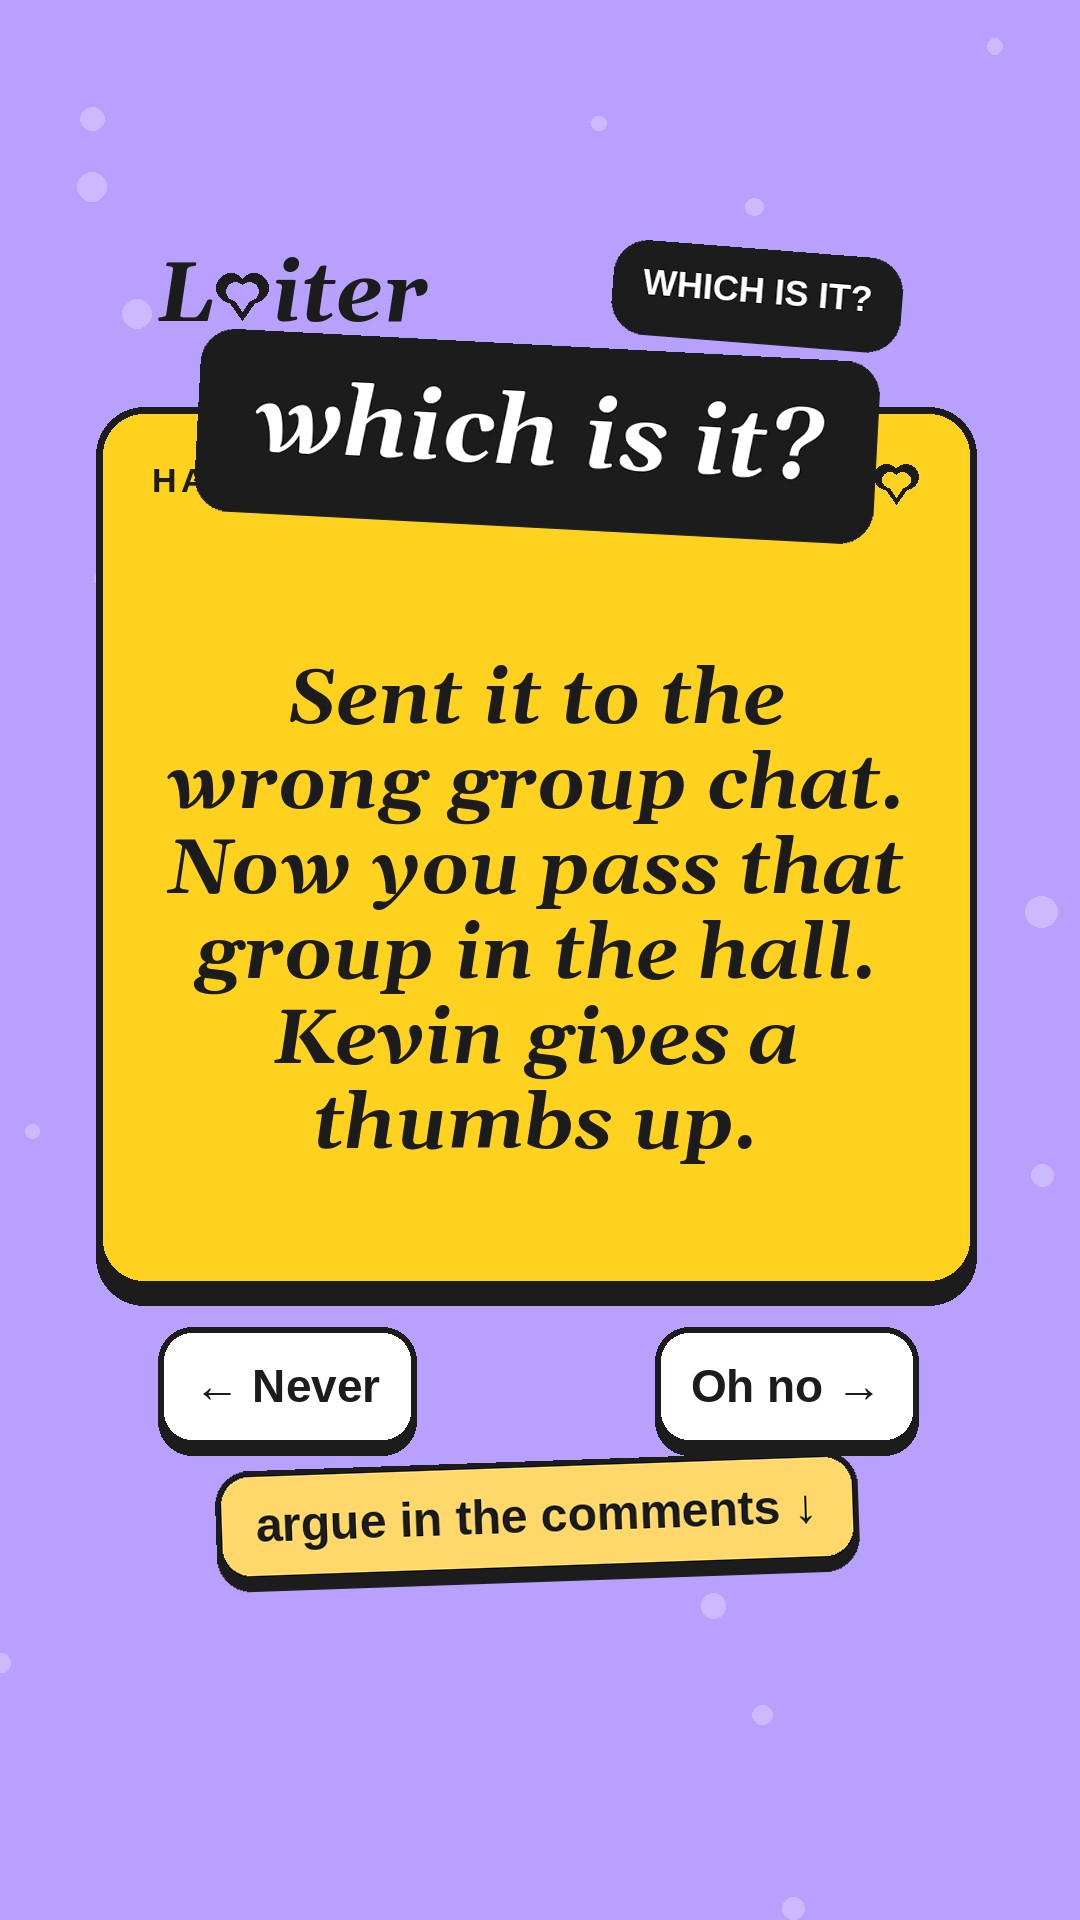 L♡iter
WHICH IS IT?
which is it?
Sent it to the
wrong group chat.
Now you pass that
group in the hall.
Kevin gives a
thumbs up.
← Never
Oh no →
argue in the comments ↓